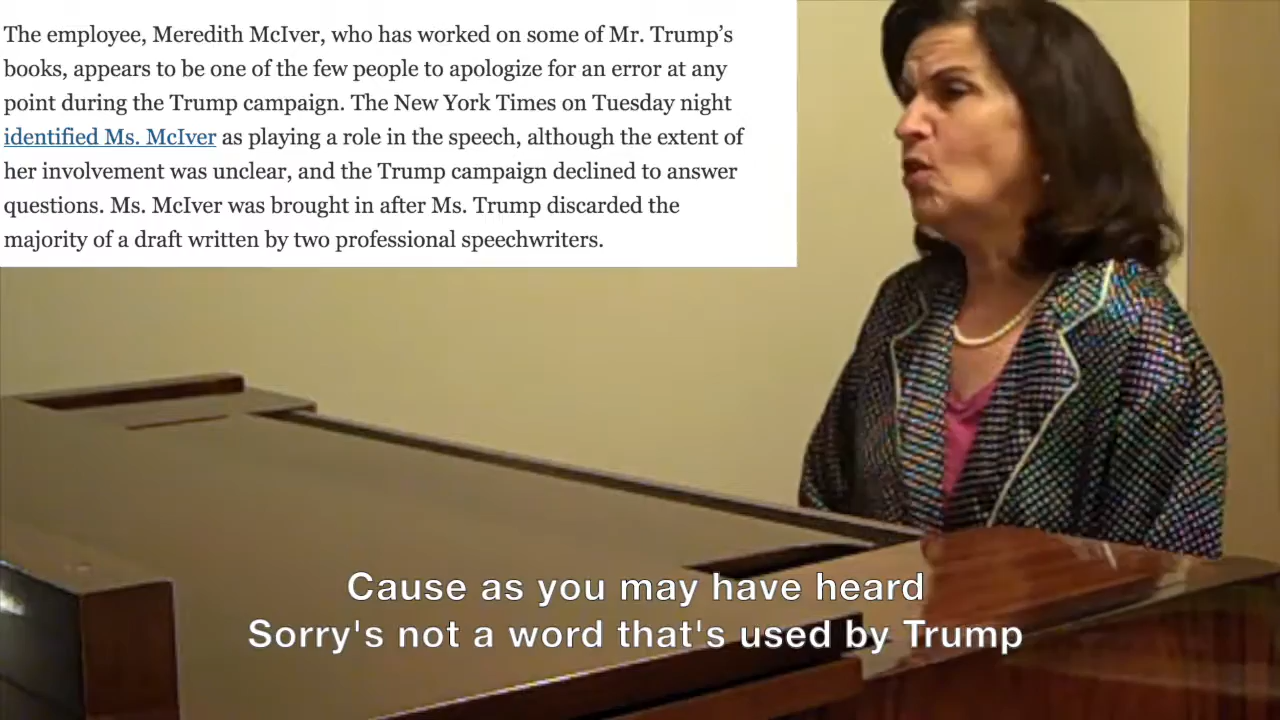 The employee, Meredith McIver, who has worked on some of Mr. Trump’s
books, appears to be one of the few people to apologize for an error at any
point during the Trump campaign. The New York Times on Tuesday night
identified Ms. McIver as playing a role in the speech, although the extent of
her involvement was unclear, and the Trump campaign declined to answer
questions. Ms. McIver was brought in after Ms. Trump discarded the
majority of a draft written by two professional speechwriters.
Cause as you may have heard
Sorry's not a word that's used by Trump